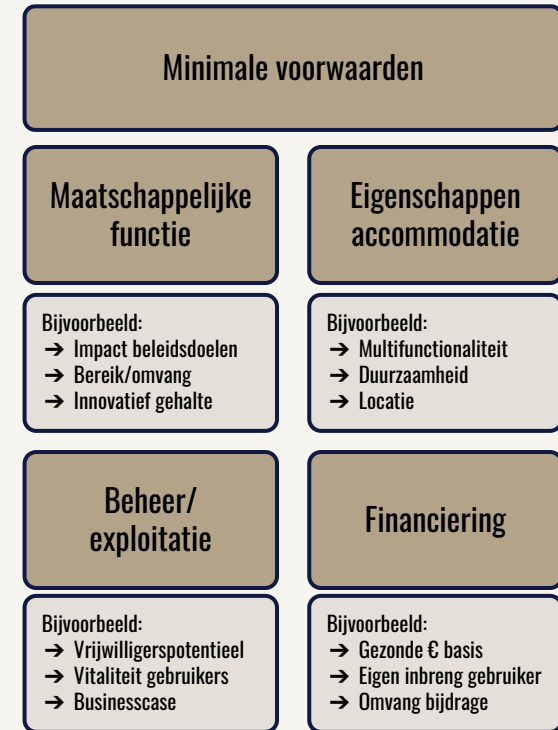 Minimale voorwaarden
Maatschappelijke
functie
Eigenschappen
accommodatie
Bijvoorbeeld:
➔ Impact beleidsdoelen
➔ Bereik/omvang
➔ Innovatief gehalte
Bijvoorbeeld:
➔ Multifunctionaliteit
➔ Duurzaamheid
➔ Locatie
Beheer/
exploitatie
Financiering
Bijvoorbeeld:
➔ Vrijwilligerspotentieel
➔ Vitaliteit gebruikers
➔ Businesscase
Bijvoorbeeld:
➔ Gezonde € basis
➔ Eigen inbreng gebruiker
➔ Omvang bijdrage